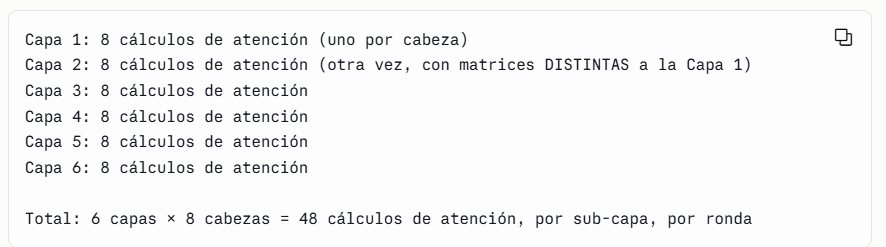 Capa 1: 8 cálculos de atención (uno por cabeza)
Capa 2: 8 cálculos de atención (otra vez, con matrices DISTINTAS a la Capa 1)
Capa 3: 8 cálculos de atención
Capa 4: 8 cálculos de atención
Capa 5: 8 cálculos de atención
Capa 6: 8 cálculos de atención
Total: 6 capas × 8 cabezas = 48 cálculos de atención, por sub-capa, por ronda